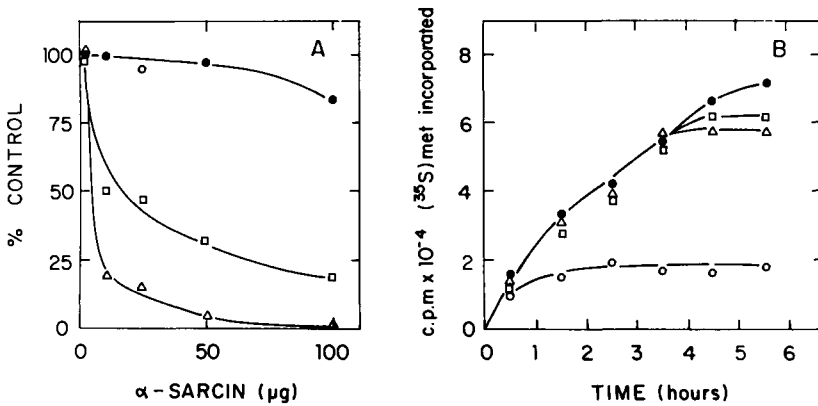 A
% CONTROL
100
75
50
25
0
0
50
100
α-SARCIN (μg)
B
c.p.m x 10⁻⁴ (³⁵S) met incorporated
8
6
4
2
0
0 1 2 3 4 5 6
TIME (hours)